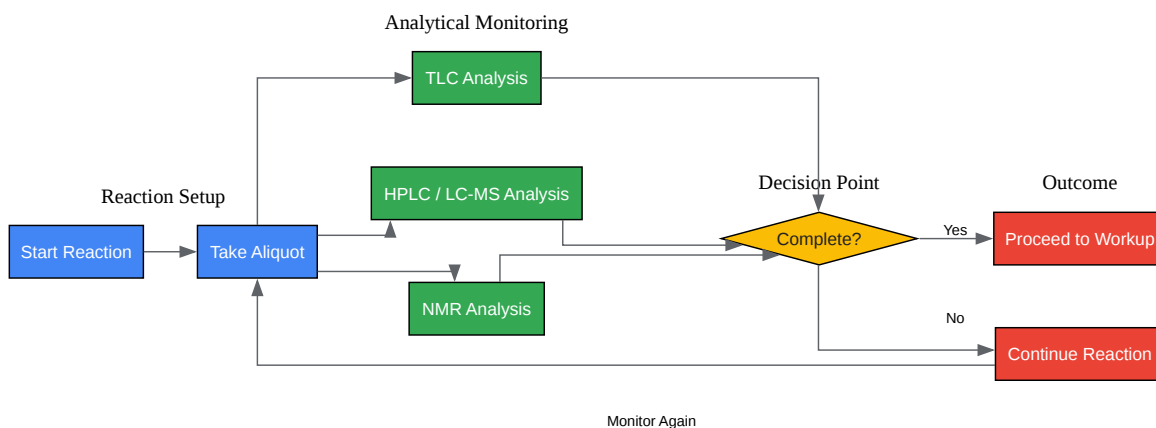 Analytical Monitoring
TLC Analysis
Reaction Setup
HPLC / LC-MS Analysis
Decision Point
Outcome
Start Reaction
Take Aliquot
Complete?
Yes
Proceed to Workup
NMR Analysis
No
Continue Reaction
Monitor Again